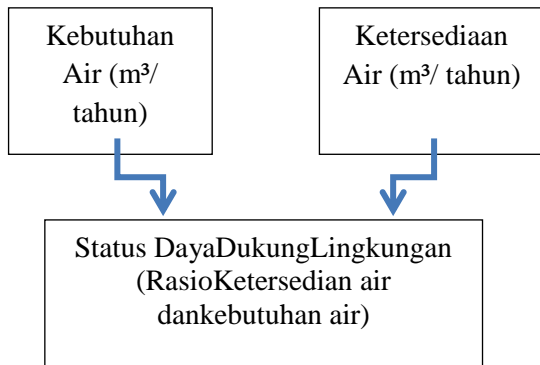 Kebutuhan
Air (m³/
tahun)
Ketersediaan
Air (m³/ tahun)
Status DayaDukungLingkungan
(RasioKetersedian air
dankebutuhan air)